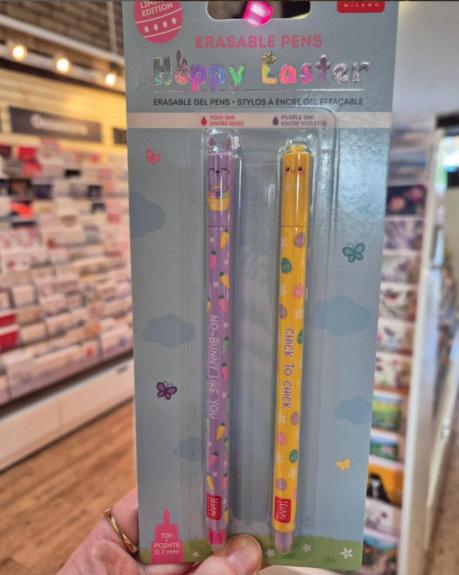 EDITION
MILANO
ERASABLE PENS
Hoppy Easter
ERASABLE GEL PENS • STYLOS À ENCRE GEL EFFAÇABLE
PINK INK
ENCRE ROSE
PURPLE INK
ENCRE VIOLETTE
NO-BUNNY LIKE YOU
CHICK TO CHICK
TIP
POINTE
0.7 mm